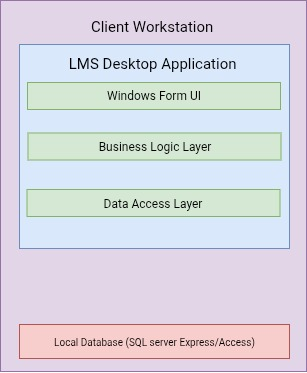 Client Workstation
LMS Desktop Application
Windows Form UI
Business Logic Layer
Data Access Layer
Local Database (SQL server Express/Access)